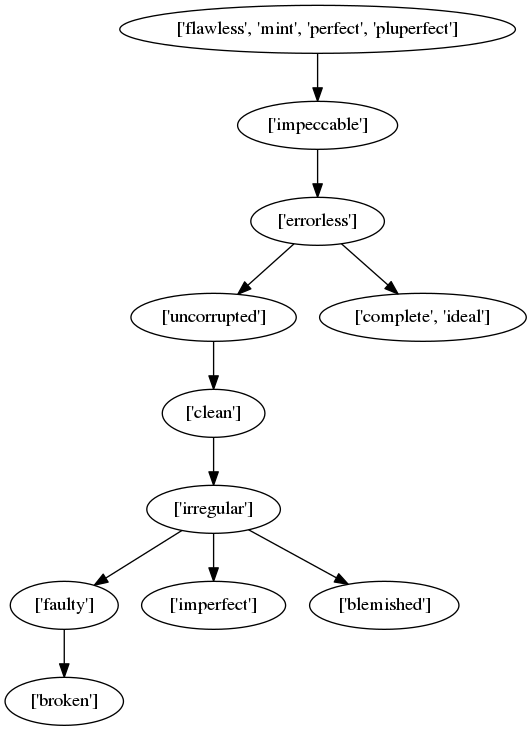 ['flawless', 'mint', 'perfect', 'pluperfect']
['impeccable']
['errorless']
['uncorrupted']
['complete', 'ideal']
['clean']
['irregular']
['faulty']
['imperfect']
['blemished']
['broken']